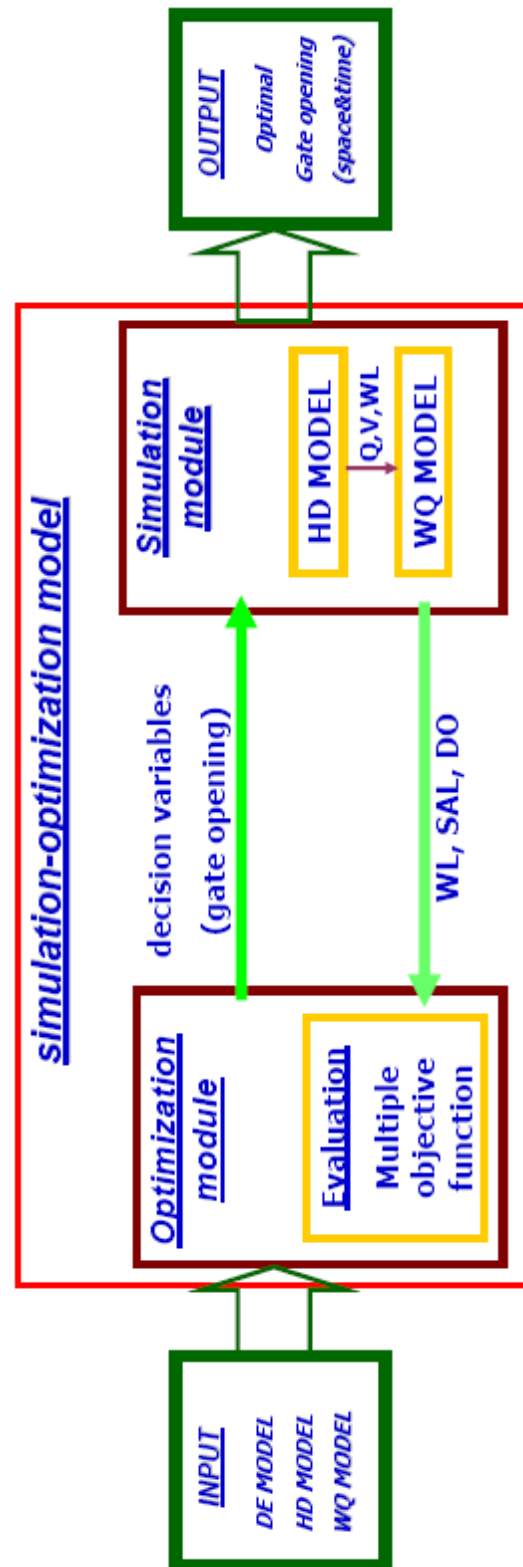 simulation-optimization model
INPUT
DE MODEL
HD MODEL
WQ MODEL
Optimization
module
Evaluation
Multiple
objective
function
decision variables
(gate opening)
WL, SAL, DO
Simulation
module
HD MODEL
Q,V,WL
WQ MODEL
OUTPUT
Optimal
Gate opening
(space&time)